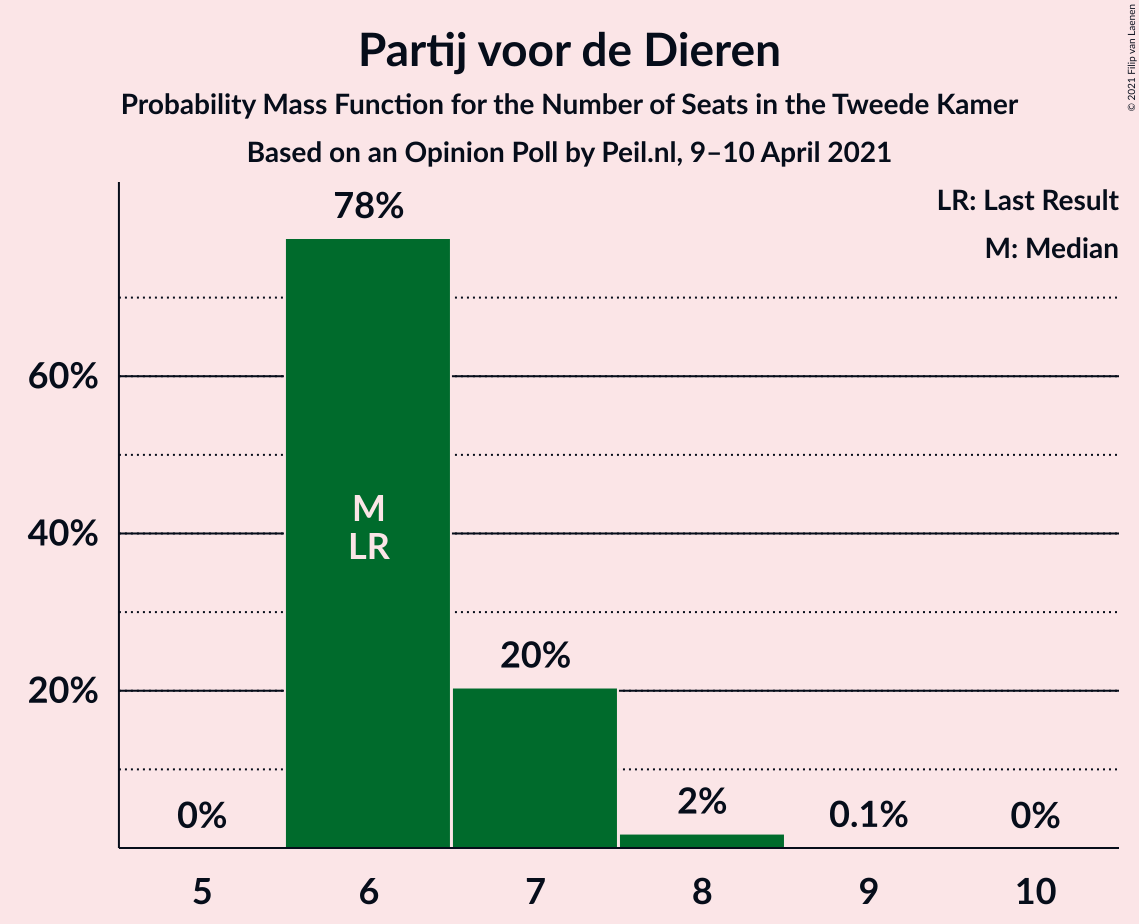 Partij voor de Dieren
Probability Mass Function for the Number of Seats in the Tweede Kamer
Based on an Opinion Poll by Peil.nl, 9–10 April 2021
© 2021 Filip van Laenen
LR: Last Result
M: Median
78%
60%
M
40%
LR
20%
20%
0%
2%
0.1%
0%
5 6 7 8 9 10